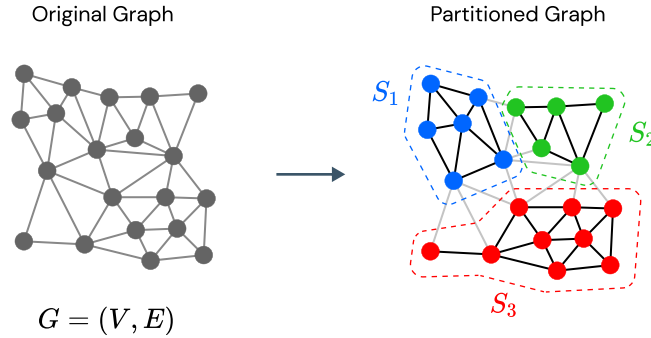 Original Graph
Partitioned Graph
S₁
S₂
S₃
G = (V, E)